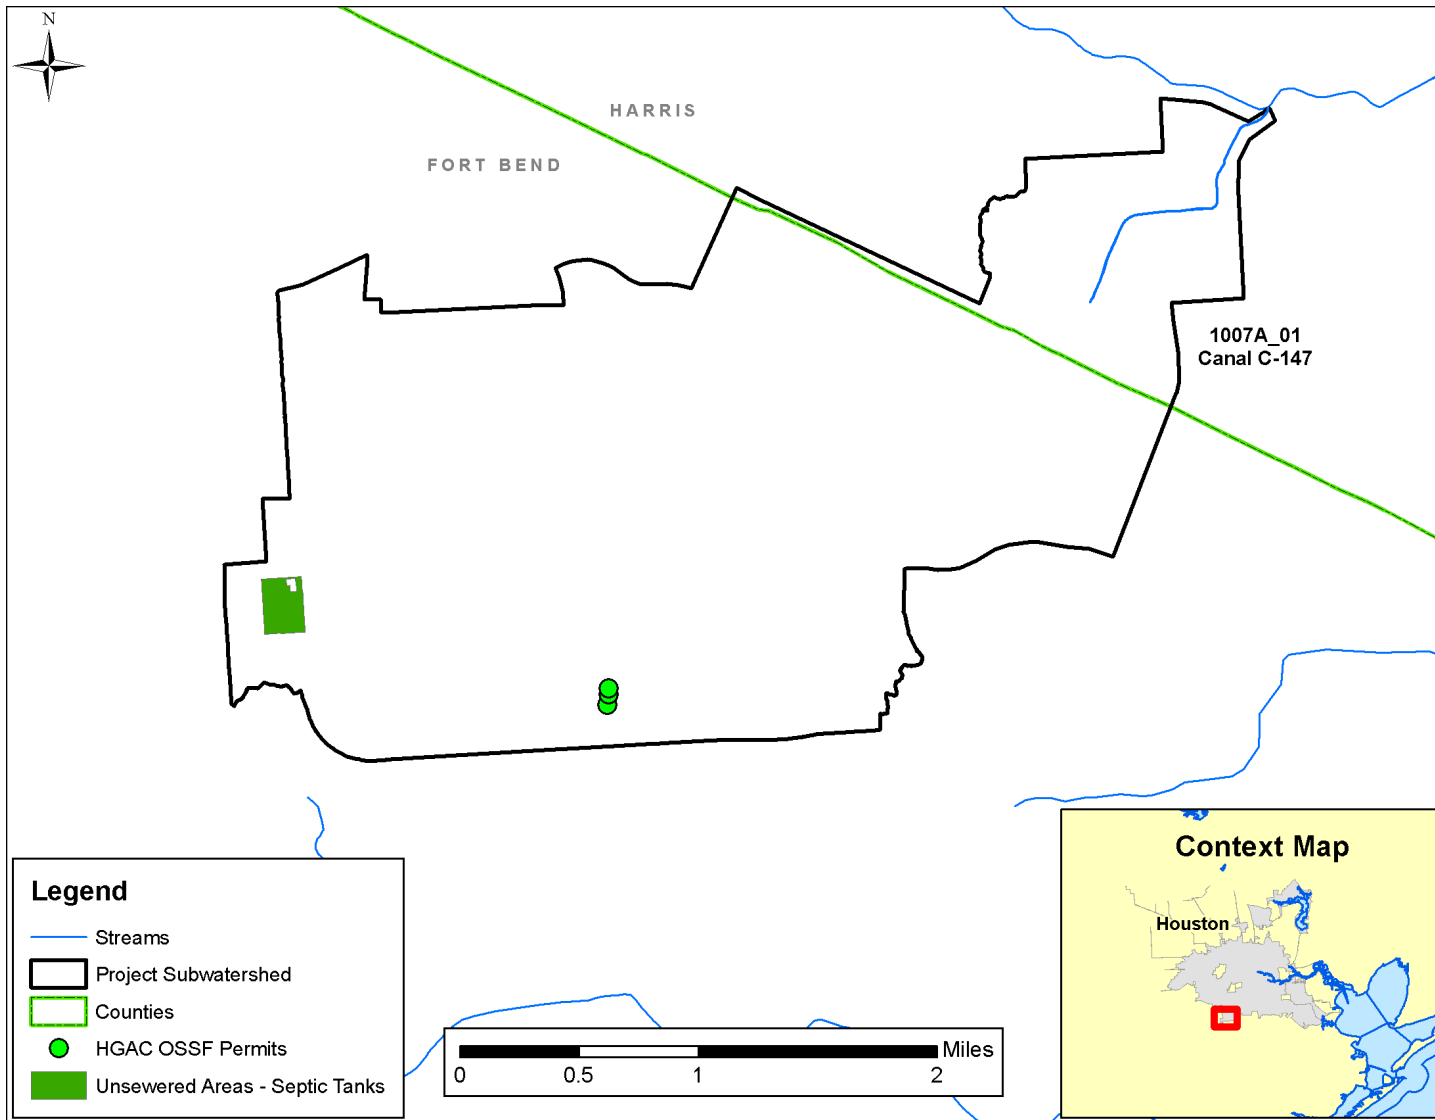 N
HARRIS
FORT BEND
1007A_01
Canal C-147
Legend
Streams
Project Subwatershed
Counties
HGAC OSSF Permits
Unsewered Areas - Septic Tanks
Miles
0 0.5 1 2
Context Map
Houston